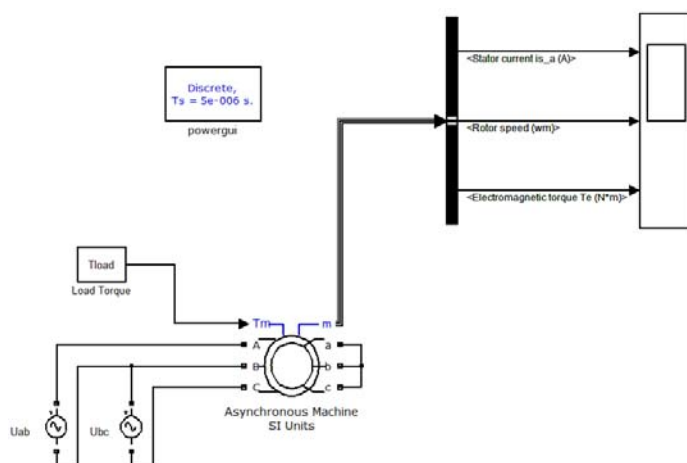 <Stator current is_a (A)>
Discrete,
Ts = 5e-006 s.
powergui
<Rotor speed (wm)>
<Electromagnetic torque Te (N*m)>
Tload
Load Torque
Tm
m
A
a
B
b
C
c
Asynchronous Machine
SI Units
Uab
Ubc